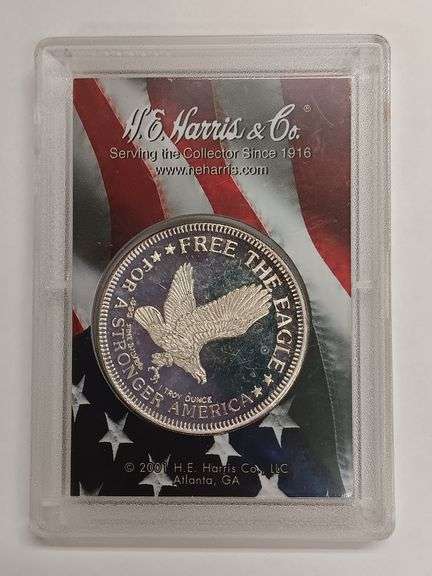 H.E. Harris & Co.®
Serving the Collector Since 1916
www.heharris.com
★ FREE THE EAGLE ★
FOR A STRONGER AMERICA
1 TROY OUNCE
© 2001 H.E. Harris Co., LLC
Atlanta, GA